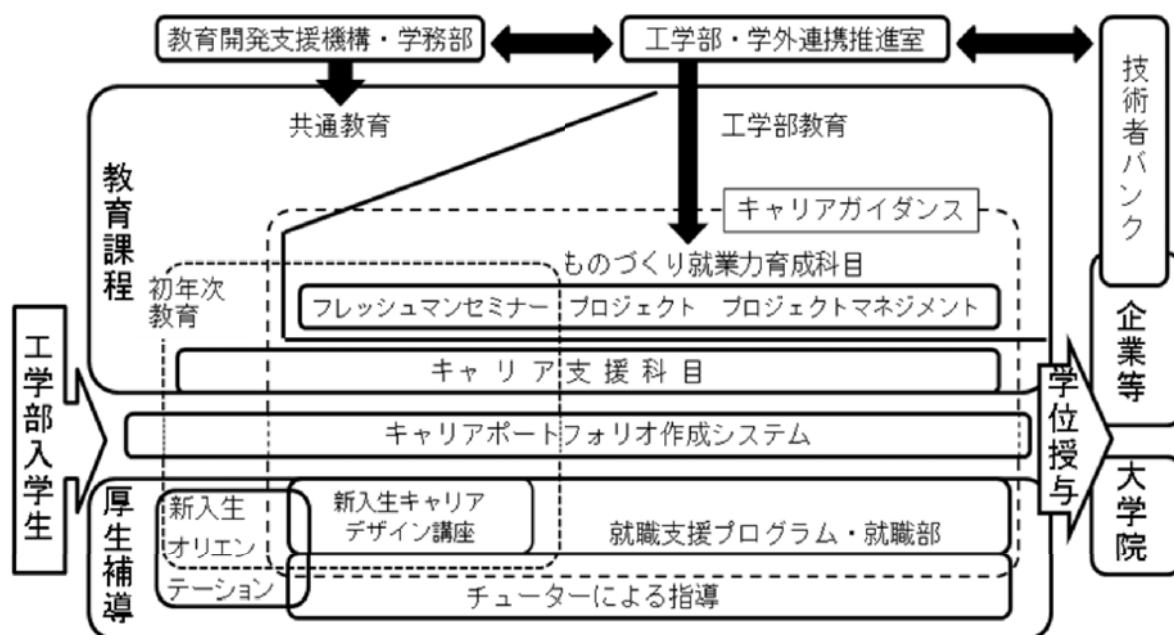 教育開発支援機構・学務部
工学部・学外連携推進室
技術者バンク
共通教育
工学部教育
教育課程
キャリアガイダンス
ものづくり就業力育成科目
初年次
教育
フレッシュマンセミナー プロジェクト プロジェクトマネジメント
キャリア支援科目
工学部入学生
キャリアポートフォリオ作成システム
学位授与
企業等
大学院
厚生補導
新入生
オリエン
テーション
新入生キャリア
デザイン講座
就職支援プログラム・就職部
チューターによる指導